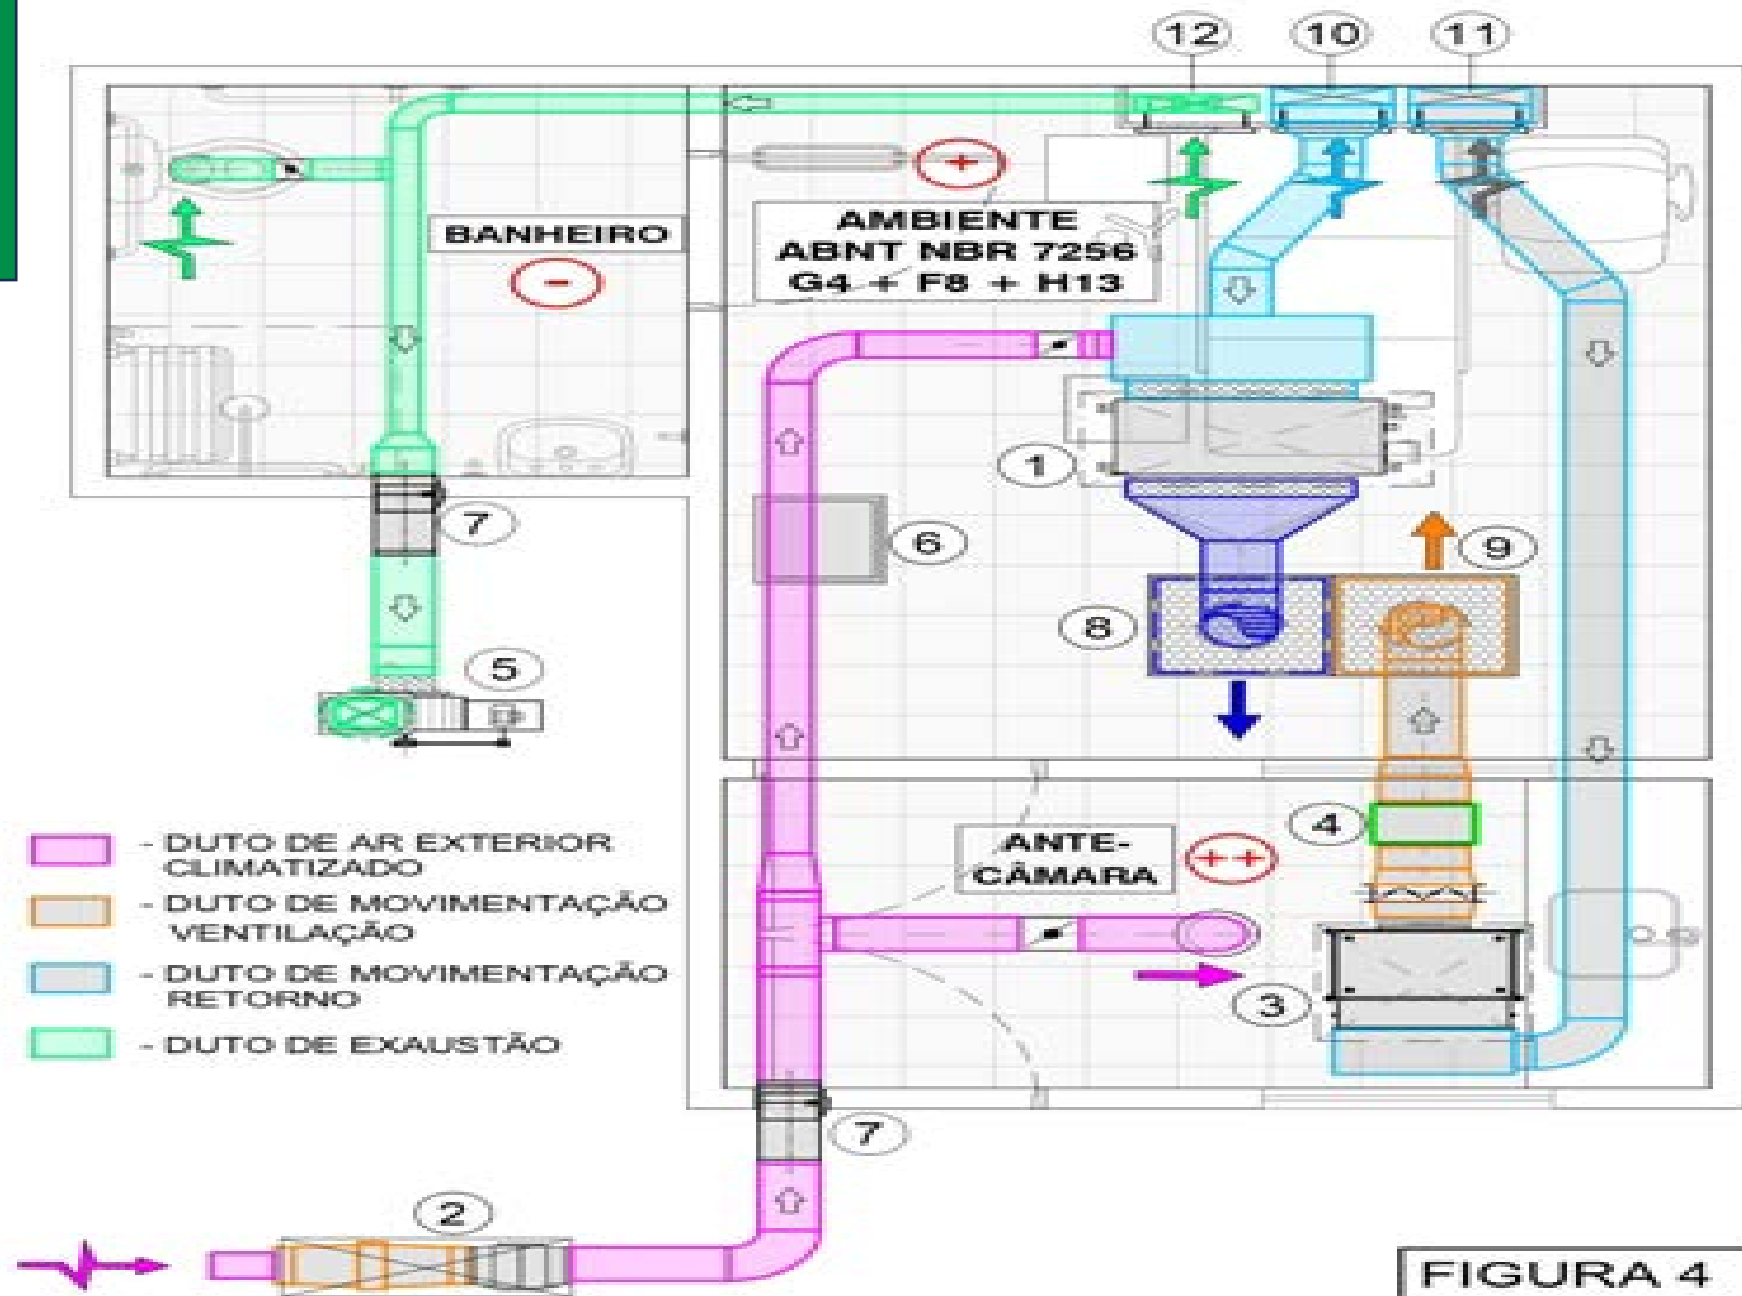 12 10 11
BANHEIRO
-
+
AMBIENTE
ABNT NBR 7256
G4 + F8 + H13
1
7
6
9
8
5
4
ANTE-
CÂMARA
++
3
- DUTO DE AR EXTERIOR
CLIMATIZADO
- DUTO DE MOVIMENTAÇÃO
VENTILAÇÃO
- DUTO DE MOVIMENTAÇÃO
RETORNO
- DUTO DE EXAUSTÃO
7
2
FIGURA 4